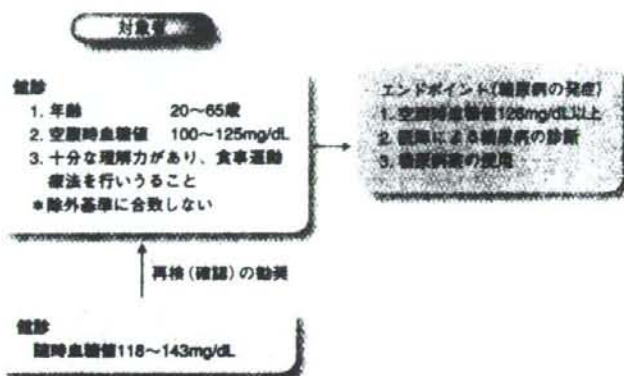 対象者
健診
1. 年齢　20～65歳
2. 空腹時血糖値　100～125mg/dL
3. 十分な理解力があり、食事運動
療法を行いうること
＊除外基準に合致しない
エンドポイント(糖尿病の発症)
1. 空腹時血糖値126mg/dL以上
2. 医師による糖尿病の診断
3. 糖尿病薬の使用
再検(確認)の勧奨
健診
随時血糖値118～143mg/dL